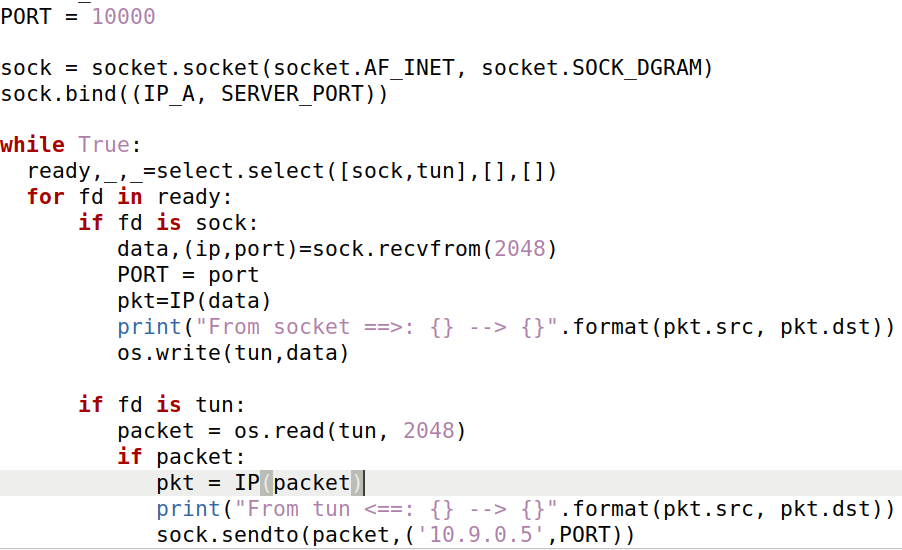 PORT = 10000
sock = socket.socket(socket.AF_INET, socket.SOCK_DGRAM)
sock.bind((IP_A, SERVER_PORT))
while True:
  ready,_,_=select.select([sock,tun],[],[])
  for fd in ready:
      if fd is sock:
         data,(ip,port)=sock.recvfrom(2048)
         PORT = port
         pkt=IP(data)
         print("From socket ==>: {} --> {}".format(pkt.src, pkt.dst))
         os.write(tun,data)
      if fd is tun:
         packet = os.read(tun, 2048)
         if packet:
            pkt = IP(packet)
            print("From tun <==: {} --> {}".format(pkt.src, pkt.dst))
            sock.sendto(packet,('10.9.0.5',PORT))